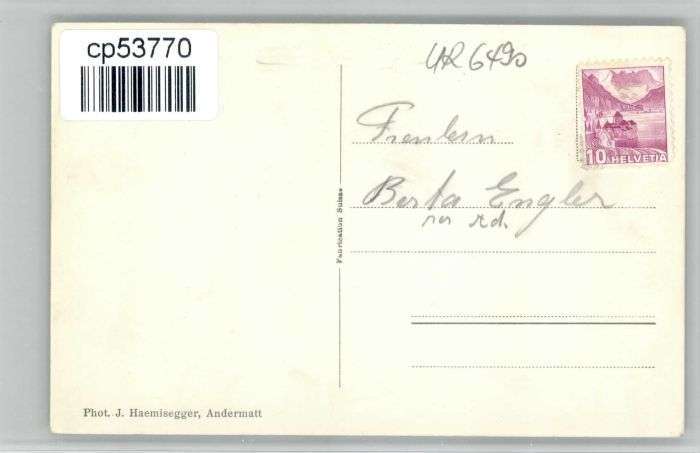 cp53770
UR 6490
Fräulein
10 HELVETIA
Berta Engler
Fabrication Suisse
Phot. J. Haemisegger, Andermatt